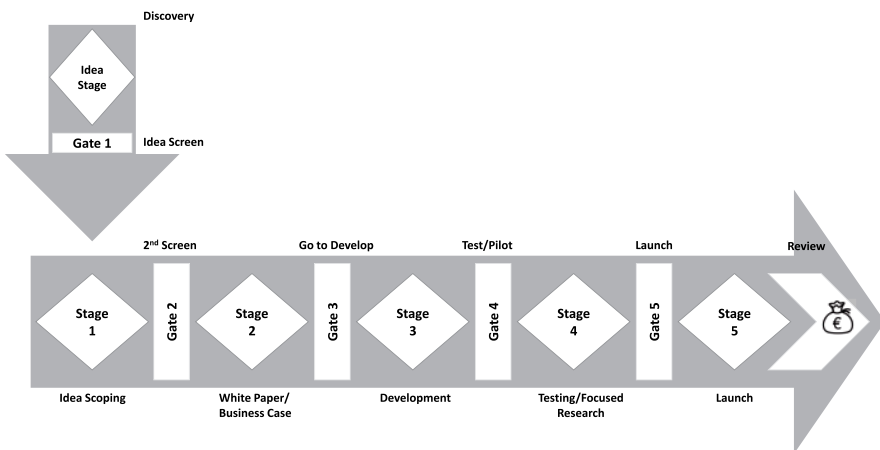 Discovery
Idea
Stage
Gate 1
Idea Screen
2nd Screen
Go to Develop
Test/Pilot
Launch
Review
Stage
1
Gate 2
Stage
2
Gate 3
Stage
3
Gate 4
Stage
4
Gate 5
Stage
5
€
Idea Scoping
White Paper/
Business Case
Development
Testing/Focused
Research
Launch